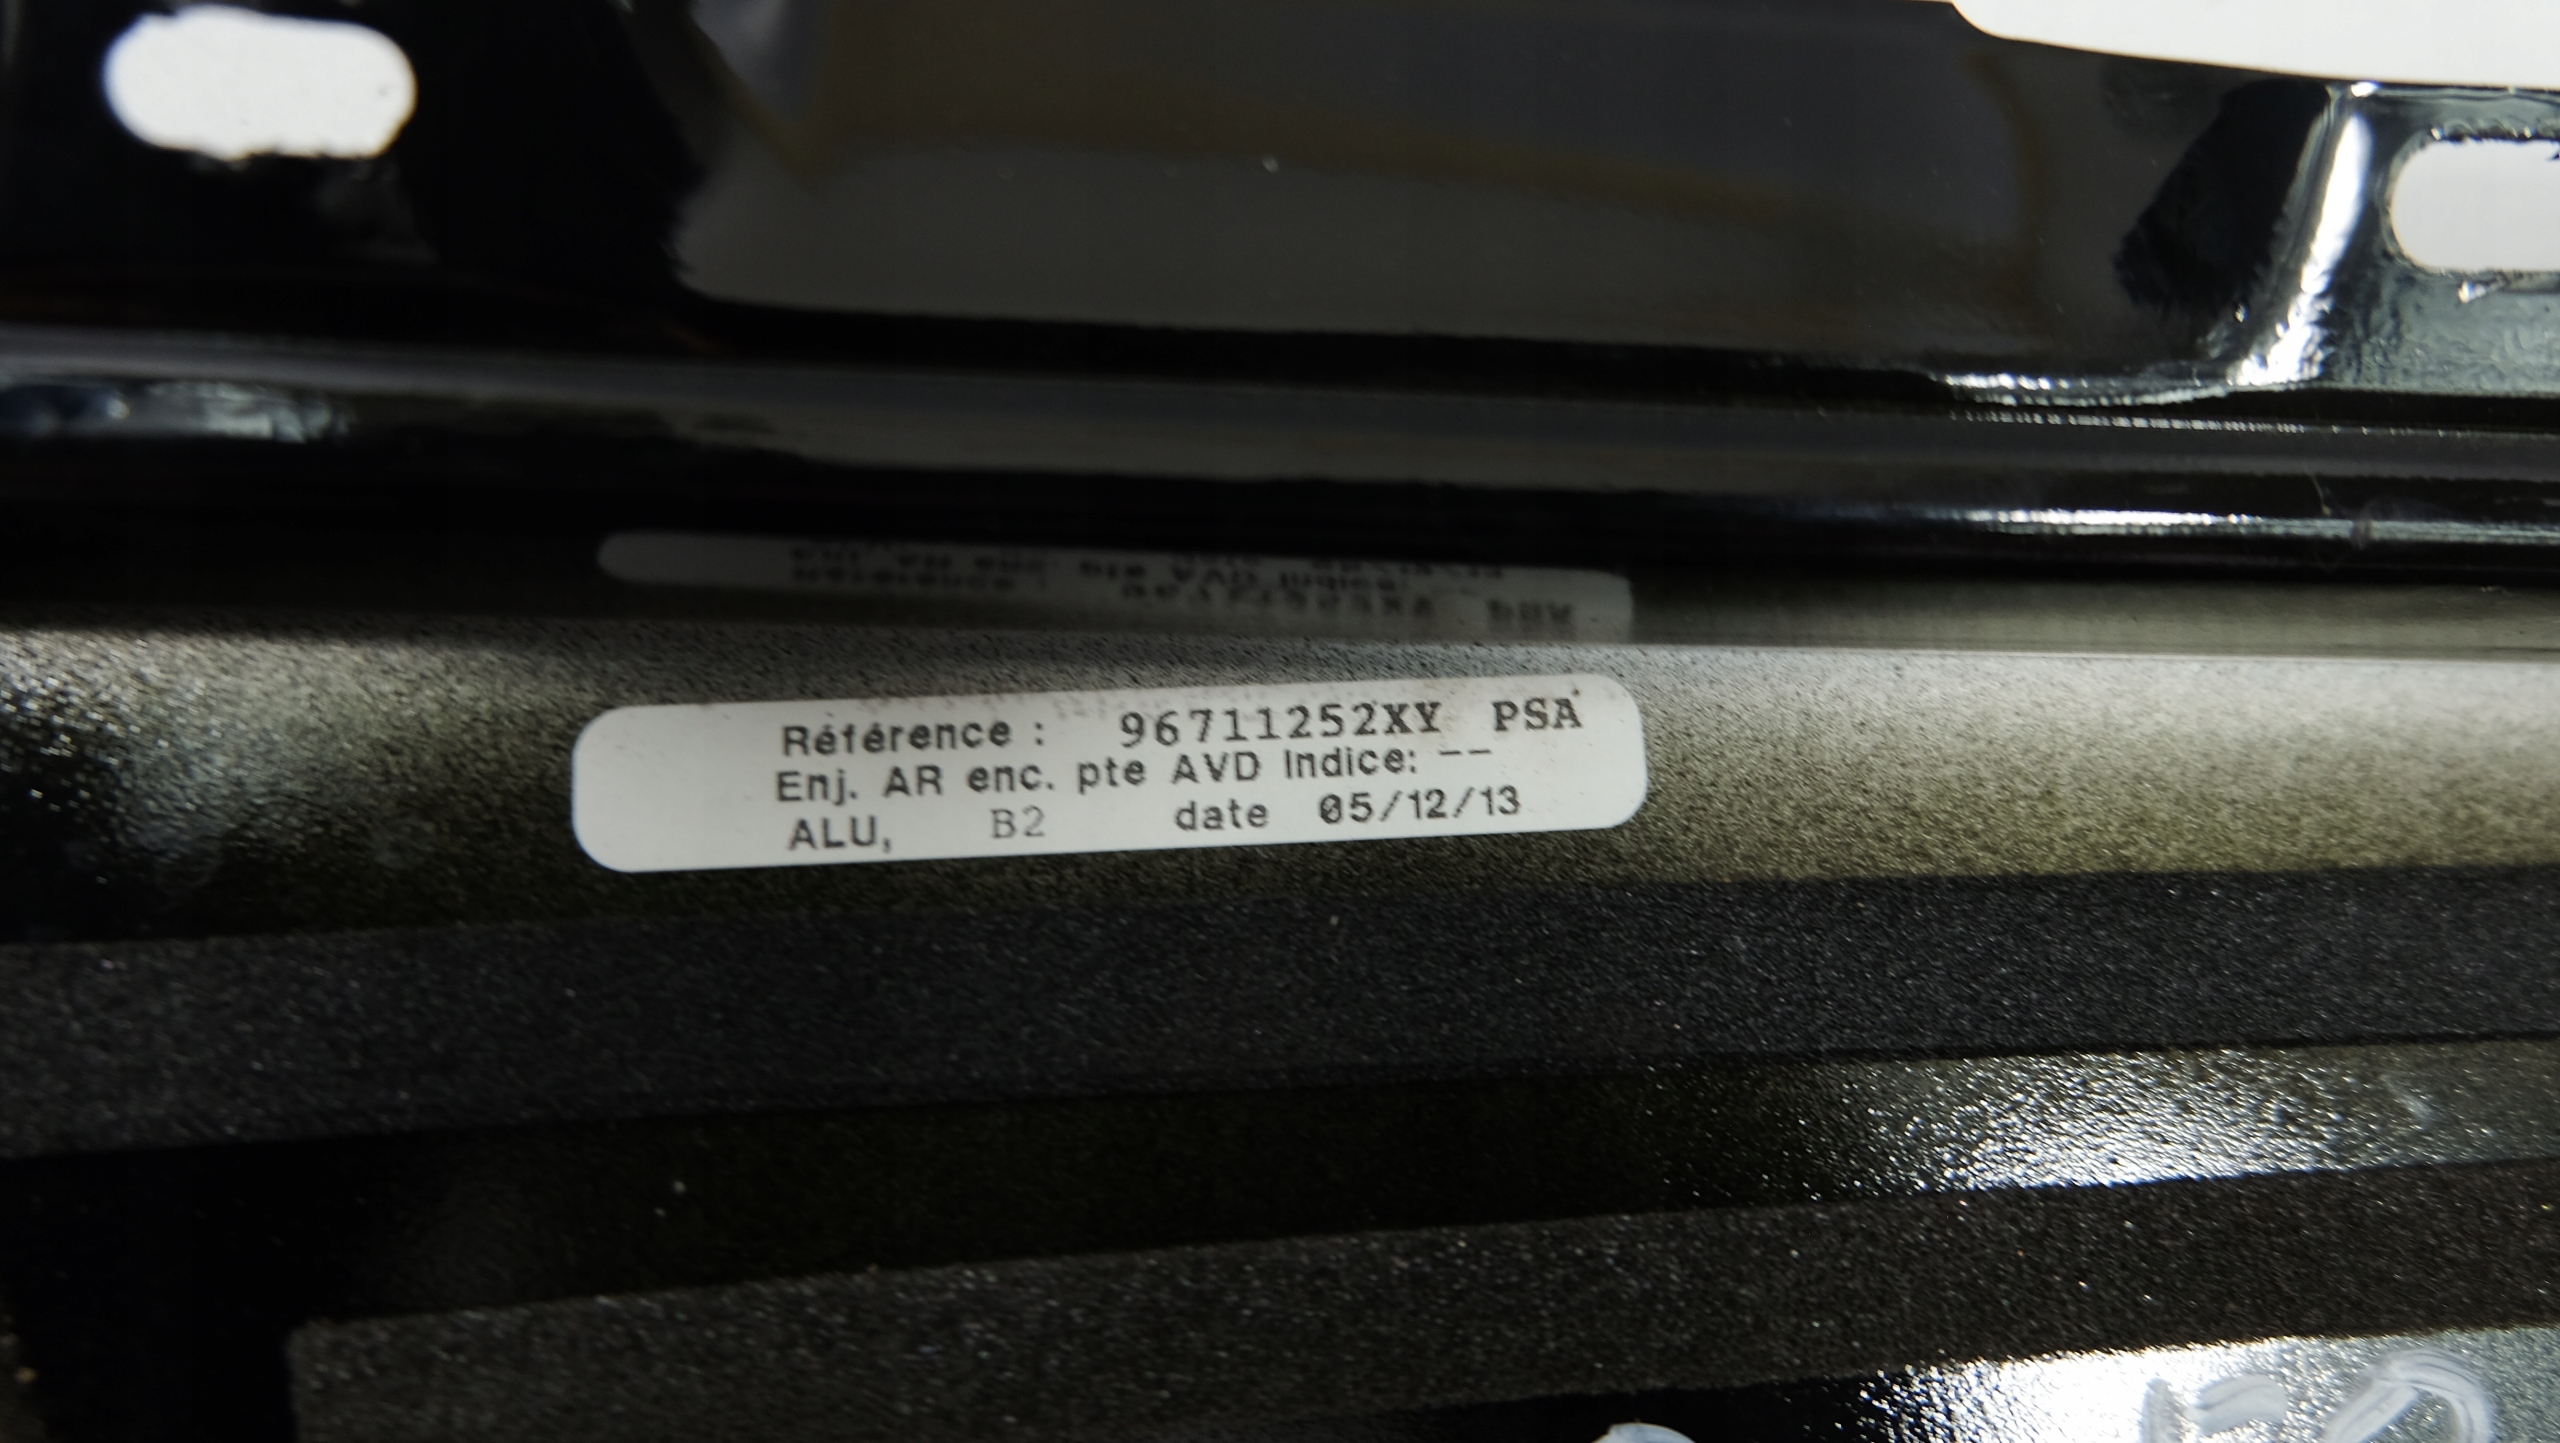 Référence : 96711252XY PSA
Enj. AR enc. pte AVD Indice: --
ALU, B2 date 05/12/13